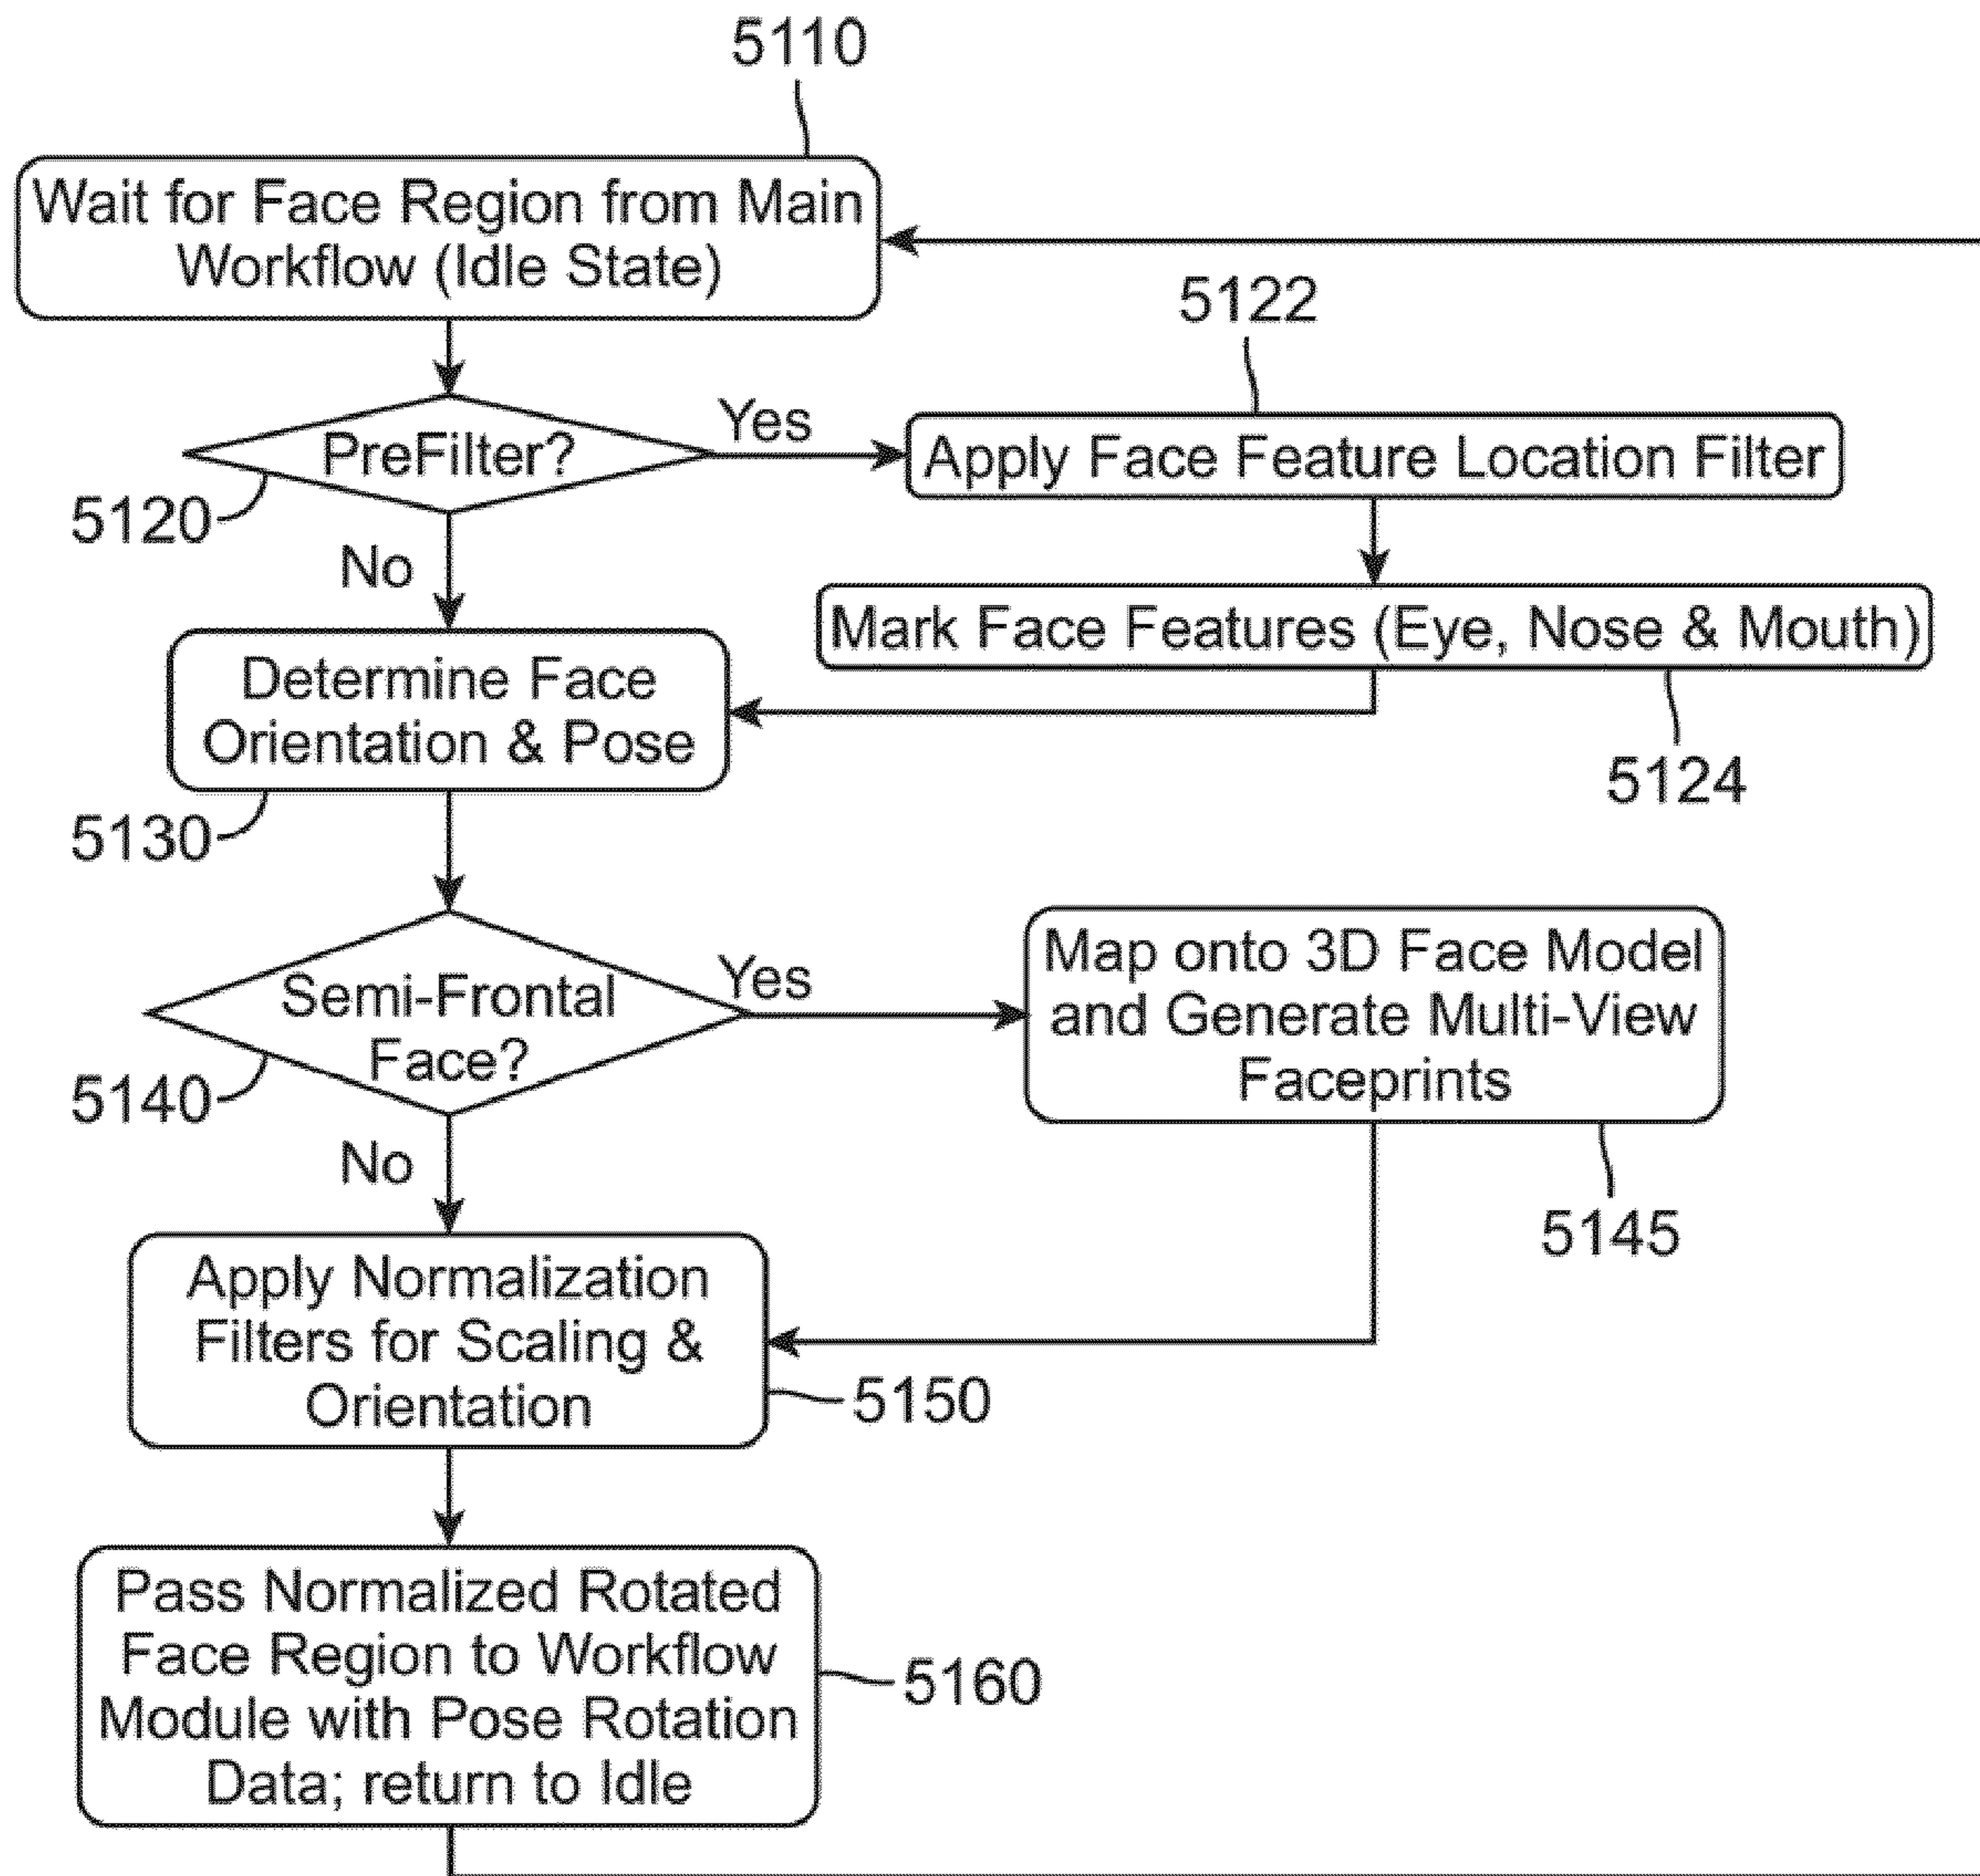 5110
Wait for Face Region from Main
Workflow (Idle State)
5122
PreFilter?
Yes
Apply Face Feature Location Filter
5120
No
Mark Face Features (Eye, Nose & Mouth)
Determine Face
Orientation & Pose
5124
5130
Semi-Frontal
Face?
Yes
Map onto 3D Face Model
and Generate Multi-View
Faceprints
5140
No
5145
Apply Normalization
Filters for Scaling &
Orientation
5150
Pass Normalized Rotated
Face Region to Workflow
Module with Pose Rotation
Data; return to Idle
5160